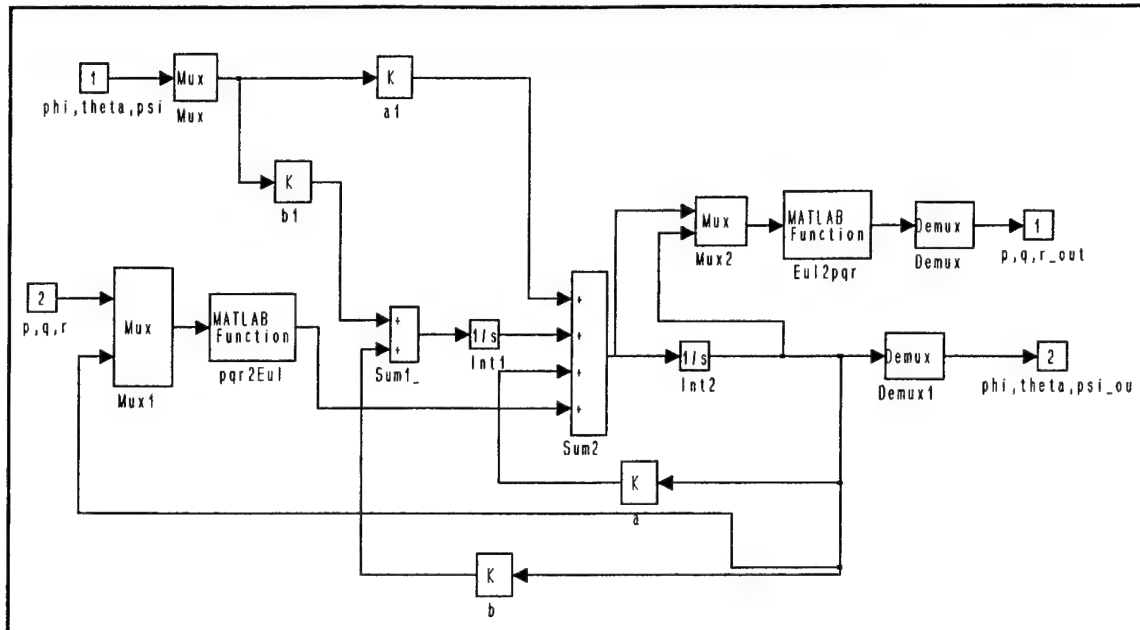 1
phi,theta,psi
Mux
Mux
K
a1
K
b1
2
p,q,r
Mux
Mux1
MATLAB
Function
pqr2Eul
+
+
Sum1_
1/s
Int1
+
+
+
+
Sum2
Mux
Mux2
MATLAB
Function
Eul2pqr
Demux
Demux
1
p,q,r_out
1/s
Int2
Demux
Demux1
2
phi,theta,psi_ou
K
a
K
b